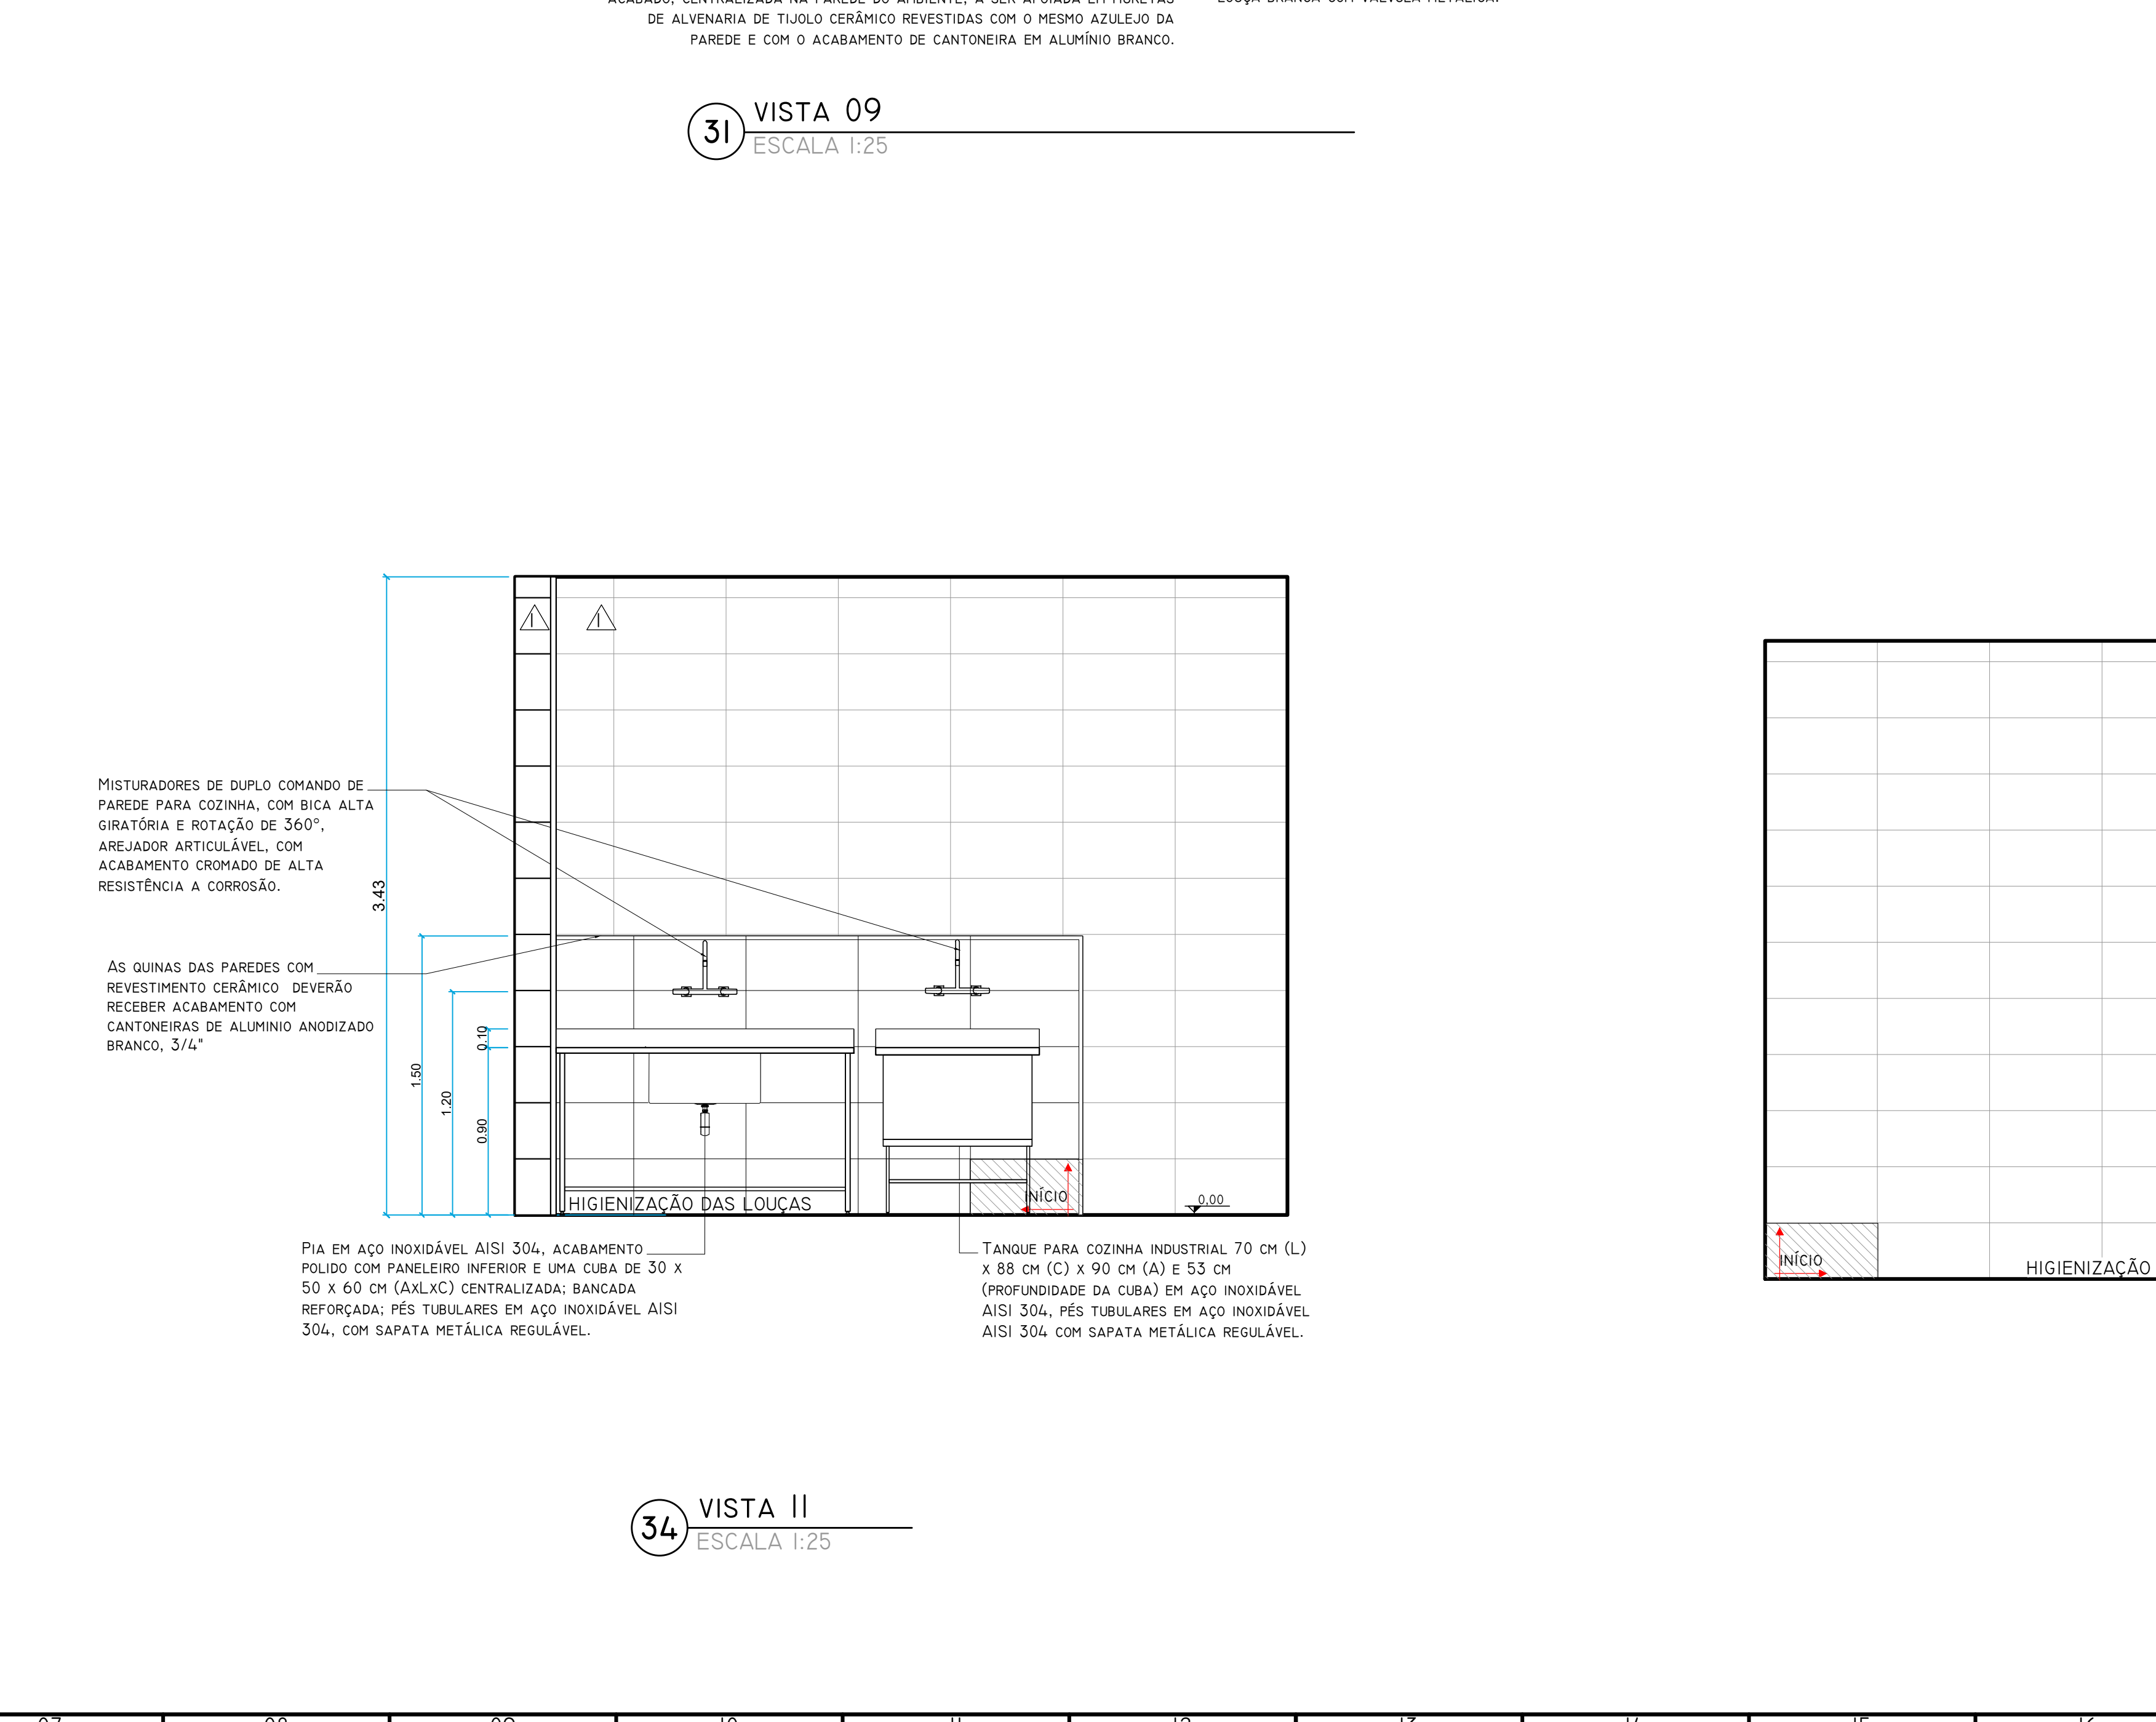 DE ALVENARIA DE TIJOLO CERÂMICO REVESTIDAS COM O MESMO AZULEJO DA
PAREDE E COM O ACABAMENTO DE CANTONEIRA EM ALUMÍNIO BRANCO.
31
VISTA 09
ESCALA 1:25
MISTURADORES DE DUPLO COMANDO DE
PAREDE PARA COZINHA, COM BICA ALTA
GIRATÓRIA E ROTAÇÃO DE 360°,
AREJADOR ARTICULÁVEL, COM
ACABAMENTO CROMADO DE ALTA
RESISTÊNCIA A CORROSÃO.
3.43
AS QUINAS DAS PAREDES COM
REVESTIMENTO CERÂMICO DEVERÃO
RECEBER ACABAMENTO COM
CANTONEIRAS DE ALUMINIO ANODIZADO
BRANCO, 3/4"
1.50
1.20
0.10
0.90
1
1
HIGIENIZAÇÃO DAS LOUÇAS
INÍCIO
0,00
PIA EM AÇO INOXIDÁVEL AISI 304, ACABAMENTO
POLIDO COM PANELEIRO INFERIOR E UMA CUBA DE 30 X
50 X 60 CM (AXLXC) CENTRALIZADA; BANCADA
REFORÇADA; PÉS TUBULARES EM AÇO INOXIDÁVEL AISI
304, COM SAPATA METÁLICA REGULÁVEL.
TANQUE PARA COZINHA INDUSTRIAL 70 CM (L)
X 88 CM (C) X 90 CM (A) E 53 CM
(PROFUNDIDADE DA CUBA) EM AÇO INOXIDÁVEL
AISI 304, PÉS TUBULARES EM AÇO INOXIDÁVEL
AISI 304 COM SAPATA METÁLICA REGULÁVEL.
INÍCIO
HIGIENIZAÇÃO
34
VISTA 11
ESCALA 1:25